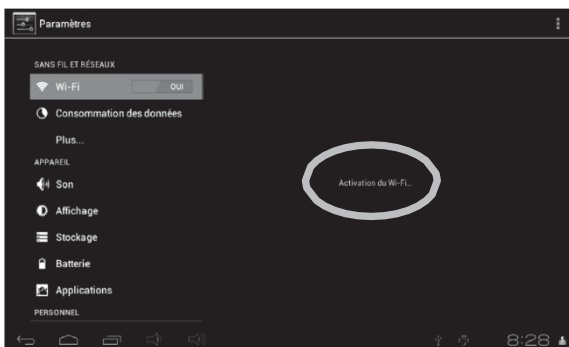 Paramètres
SANS FIL ET RÉSEAUX
Wi-Fi OUI
Consommation des données
Plus...
APPAREIL
Son
Affichage
Stockage
Batterie
Applications
PERSONNEL
Activation du Wi-Fi...
8:28